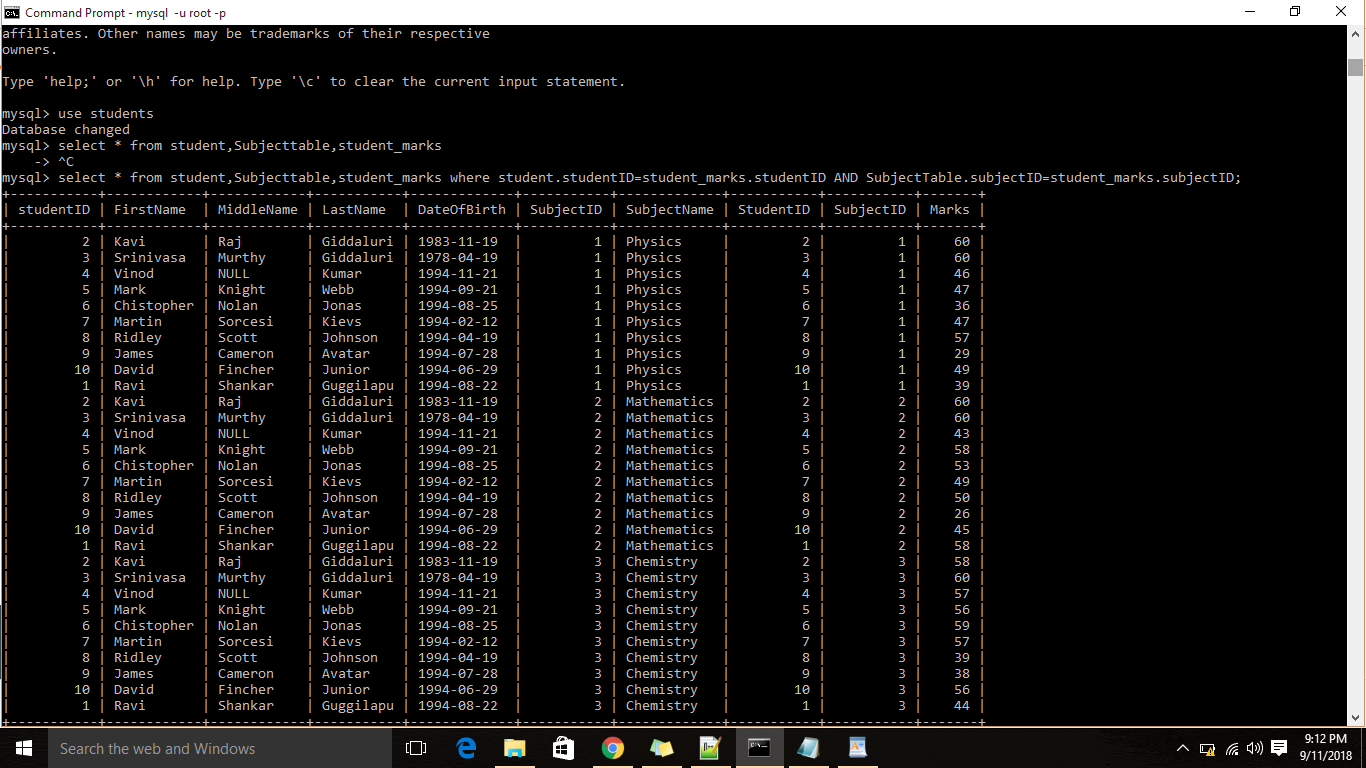 Command Prompt - mysql  -u root -p
affiliates. Other names may be trademarks of their respective
owners.
Type 'help;' or '\h' for help. Type '\c' to clear the current input statement.
mysql> use students
Database changed
mysql> select * from student,Subjecttable,student_marks
    -> ^C
mysql> select * from student,Subjecttable,student_marks where student.studentID=student_marks.studentID AND SubjectTable.subjectID=student_marks.subjectID;
+-----------+------------+------------+-----------+-------------+-----------+-------------+-----------+-----------+-------+
| studentID | FirstName  | MiddleName | LastName  | DateOfBirth | SubjectID | SubjectName | StudentID | SubjectID | Marks |
+-----------+------------+------------+-----------+-------------+-----------+-------------+-----------+-----------+-------+
|         2 | Kavi       | Raj        | Giddaluri | 1983-11-19  |         1 | Physics     |         2 |         1 |    60 |
|         3 | Srinivasa  | Murthy     | Giddaluri | 1978-04-19  |         1 | Physics     |         3 |         1 |    60 |
|         4 | Vinod      | NULL       | Kumar     | 1994-11-21  |         1 | Physics     |         4 |         1 |    46 |
|         5 | Mark       | Knight     | Webb      | 1994-09-21  |         1 | Physics     |         5 |         1 |    47 |
|         6 | Chistopher | Nolan      | Jonas     | 1994-08-25  |         1 | Physics     |         6 |         1 |    36 |
|         7 | Martin     | Sorcesi    | Kievs     | 1994-02-12  |         1 | Physics     |         7 |         1 |    47 |
|         8 | Ridley     | Scott      | Johnson   | 1994-04-19  |         1 | Physics     |         8 |         1 |    57 |
|         9 | James      | Cameron    | Avatar    | 1994-07-28  |         1 | Physics     |         9 |         1 |    29 |
|        10 | David      | Fincher    | Junior    | 1994-06-29  |         1 | Physics     |        10 |         1 |    49 |
|         1 | Ravi       | Shankar    | Guggilapu | 1994-08-22  |         1 | Physics     |         1 |         1 |    39 |
|         2 | Kavi       | Raj        | Giddaluri | 1983-11-19  |         2 | Mathematics |         2 |         2 |    60 |
|         3 | Srinivasa  | Murthy     | Giddaluri | 1978-04-19  |         2 | Mathematics |         3 |         2 |    60 |
|         4 | Vinod      | NULL       | Kumar     | 1994-11-21  |         2 | Mathematics |         4 |         2 |    43 |
|         5 | Mark       | Knight     | Webb      | 1994-09-21  |         2 | Mathematics |         5 |         2 |    58 |
|         6 | Chistopher | Nolan      | Jonas     | 1994-08-25  |         2 | Mathematics |         6 |         2 |    53 |
|         7 | Martin     | Sorcesi    | Kievs     | 1994-02-12  |         2 | Mathematics |         7 |         2 |    49 |
|         8 | Ridley     | Scott      | Johnson   | 1994-04-19  |         2 | Mathematics |         8 |         2 |    50 |
|         9 | James      | Cameron    | Avatar    | 1994-07-28  |         2 | Mathematics |         9 |         2 |    26 |
|        10 | David      | Fincher    | Junior    | 1994-06-29  |         2 | Mathematics |        10 |         2 |    45 |
|         1 | Ravi       | Shankar    | Guggilapu | 1994-08-22  |         2 | Mathematics |         1 |         2 |    58 |
|         2 | Kavi       | Raj        | Giddaluri | 1983-11-19  |         3 | Chemistry   |         2 |         3 |    58 |
|         3 | Srinivasa  | Murthy     | Giddaluri | 1978-04-19  |         3 | Chemistry   |         3 |         3 |    60 |
|         4 | Vinod      | NULL       | Kumar     | 1994-11-21  |         3 | Chemistry   |         4 |         3 |    57 |
|         5 | Mark       | Knight     | Webb      | 1994-09-21  |         3 | Chemistry   |         5 |         3 |    56 |
|         6 | Chistopher | Nolan      | Jonas     | 1994-08-25  |         3 | Chemistry   |         6 |         3 |    59 |
|         7 | Martin     | Sorcesi    | Kievs     | 1994-02-12  |         3 | Chemistry   |         7 |         3 |    57 |
|         8 | Ridley     | Scott      | Johnson   | 1994-04-19  |         3 | Chemistry   |         8 |         3 |    39 |
|         9 | James      | Cameron    | Avatar    | 1994-07-28  |         3 | Chemistry   |         9 |         3 |    38 |
|        10 | David      | Fincher    | Junior    | 1994-06-29  |         3 | Chemistry   |        10 |         3 |    56 |
|         1 | Ravi       | Shankar    | Guggilapu | 1994-08-22  |         3 | Chemistry   |         1 |         3 |    44 |
+-----------+------------+------------+-----------+-------------+-----------+-------------+-----------+-----------+-------+
Search the web and Windows
9:12 PM
9/11/2018